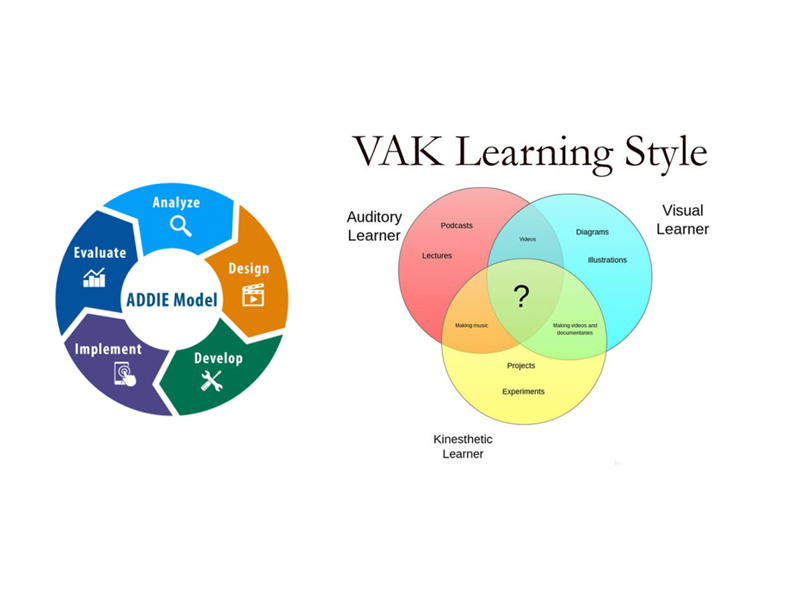 Analyze
Evaluate
Design
ADDIE Model
Implement
Develop
VAK Learning Style
Auditory
Learner
Visual
Learner
Podcasts
Lectures
Videos
Diagrams
Illustrations
?
Making music
Making videos and
documentaries
Projects
Experiments
Kinesthetic
Learner